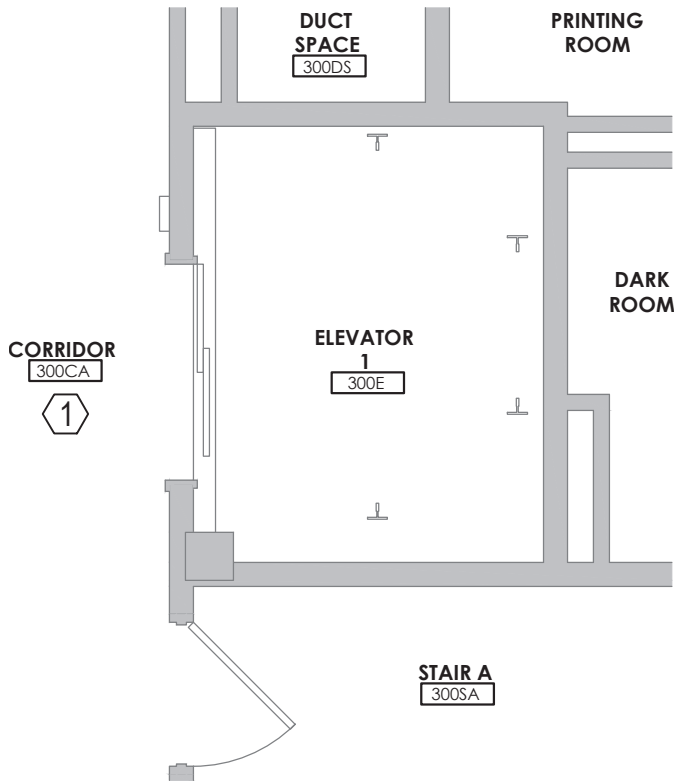 DUCT
SPACE
300DS
PRINTING
ROOM
DARK
ROOM
CORRIDOR
300CA
1
ELEVATOR
1
300E
STAIR A
300SA